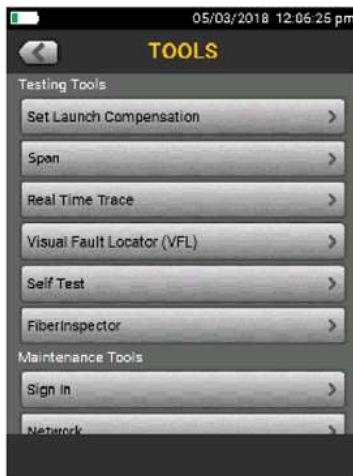 05/03/2018 12:06:25 pm
TOOLS
Testing Tools
Set Launch Compensation
Span
Real Time Trace
Visual Fault Locator (VFL)
Self Test
FiberInspector
Maintenance Tools
Sign In
Network